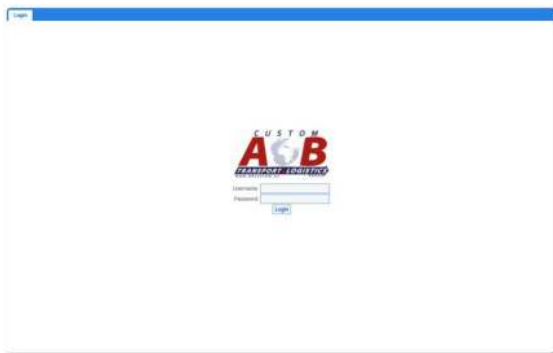 Login
CUSTOM
A B
TRANSPORT LOGISTICS
Username:
Password:
Login